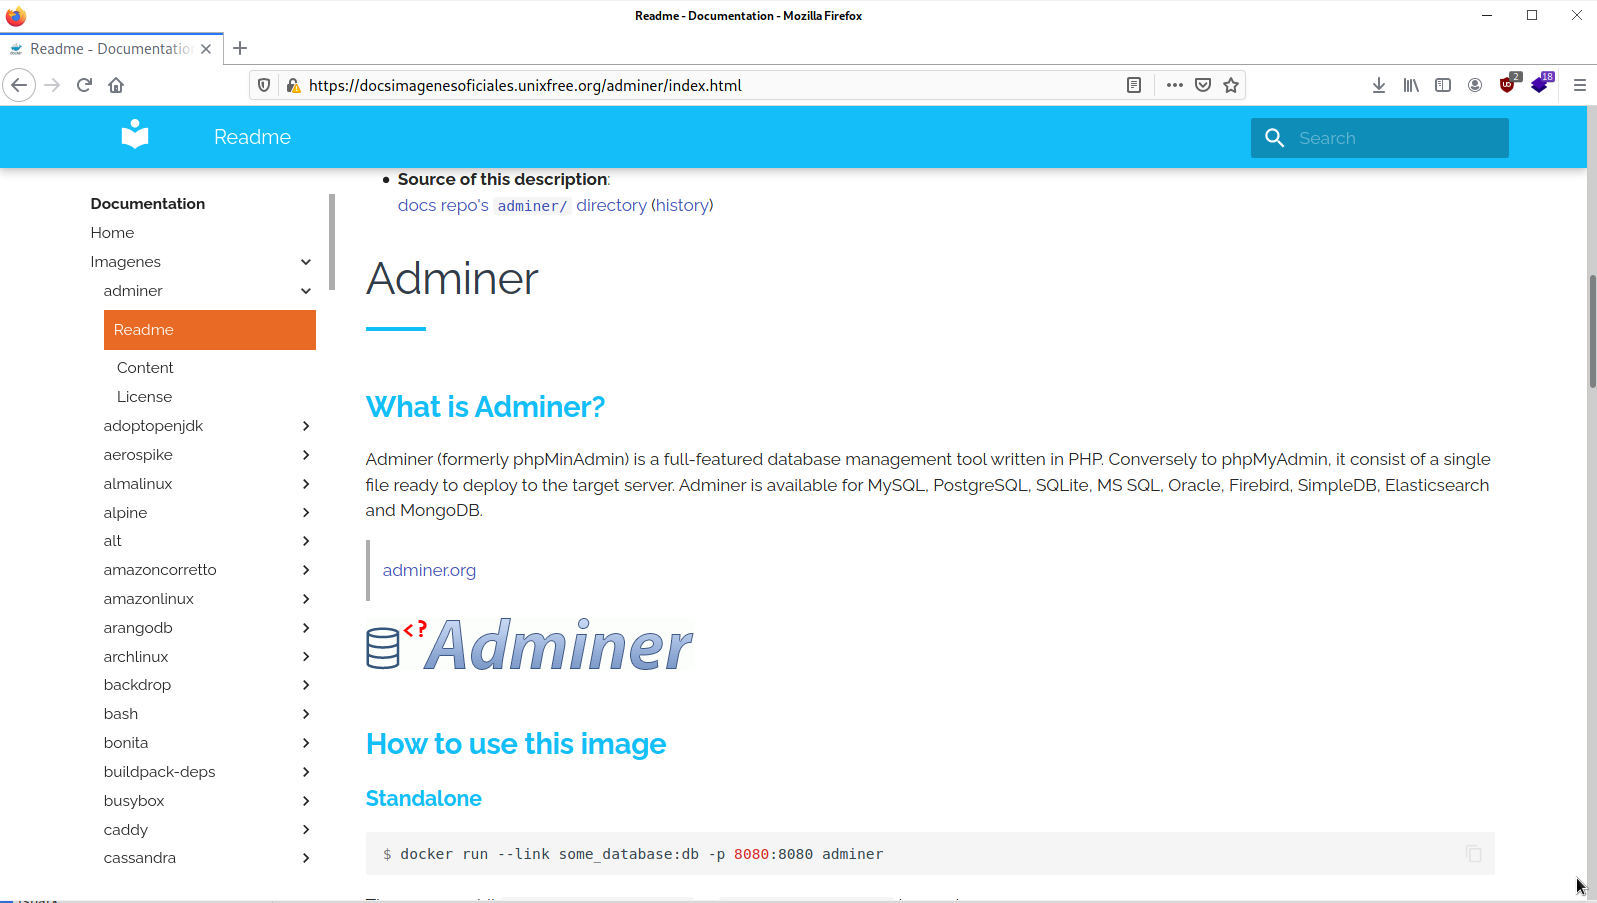 Readme - Documentation - Mozilla Firefox
Readme - Documentatio
https://docsimagenesoficiales.unixfree.org/adminer/index.html
2
18
Readme
Search
Documentation
Home
Imagenes
adminer
Readme
Content
License
adoptopenjdk
aerospike
almalinux
alpine
alt
amazoncorretto
amazonlinux
arangodb
archlinux
backdrop
bash
bonita
buildpack-deps
busybox
caddy
cassandra
Source of this description:
docs repo's adminer/ directory (history)
Adminer
What is Adminer?
Adminer (formerly phpMinAdmin) is a full-featured database management tool written in PHP. Conversely to phpMyAdmin, it consist of a single
file ready to deploy to the target server. Adminer is available for MySQL, PostgreSQL, SQLite, MS SQL, Oracle, Firebird, SimpleDB, Elasticsearch
and MongoDB.
adminer.org
<? Adminer
How to use this image
Standalone
$ docker run --link some_database:db -p 8080:8080 adminer